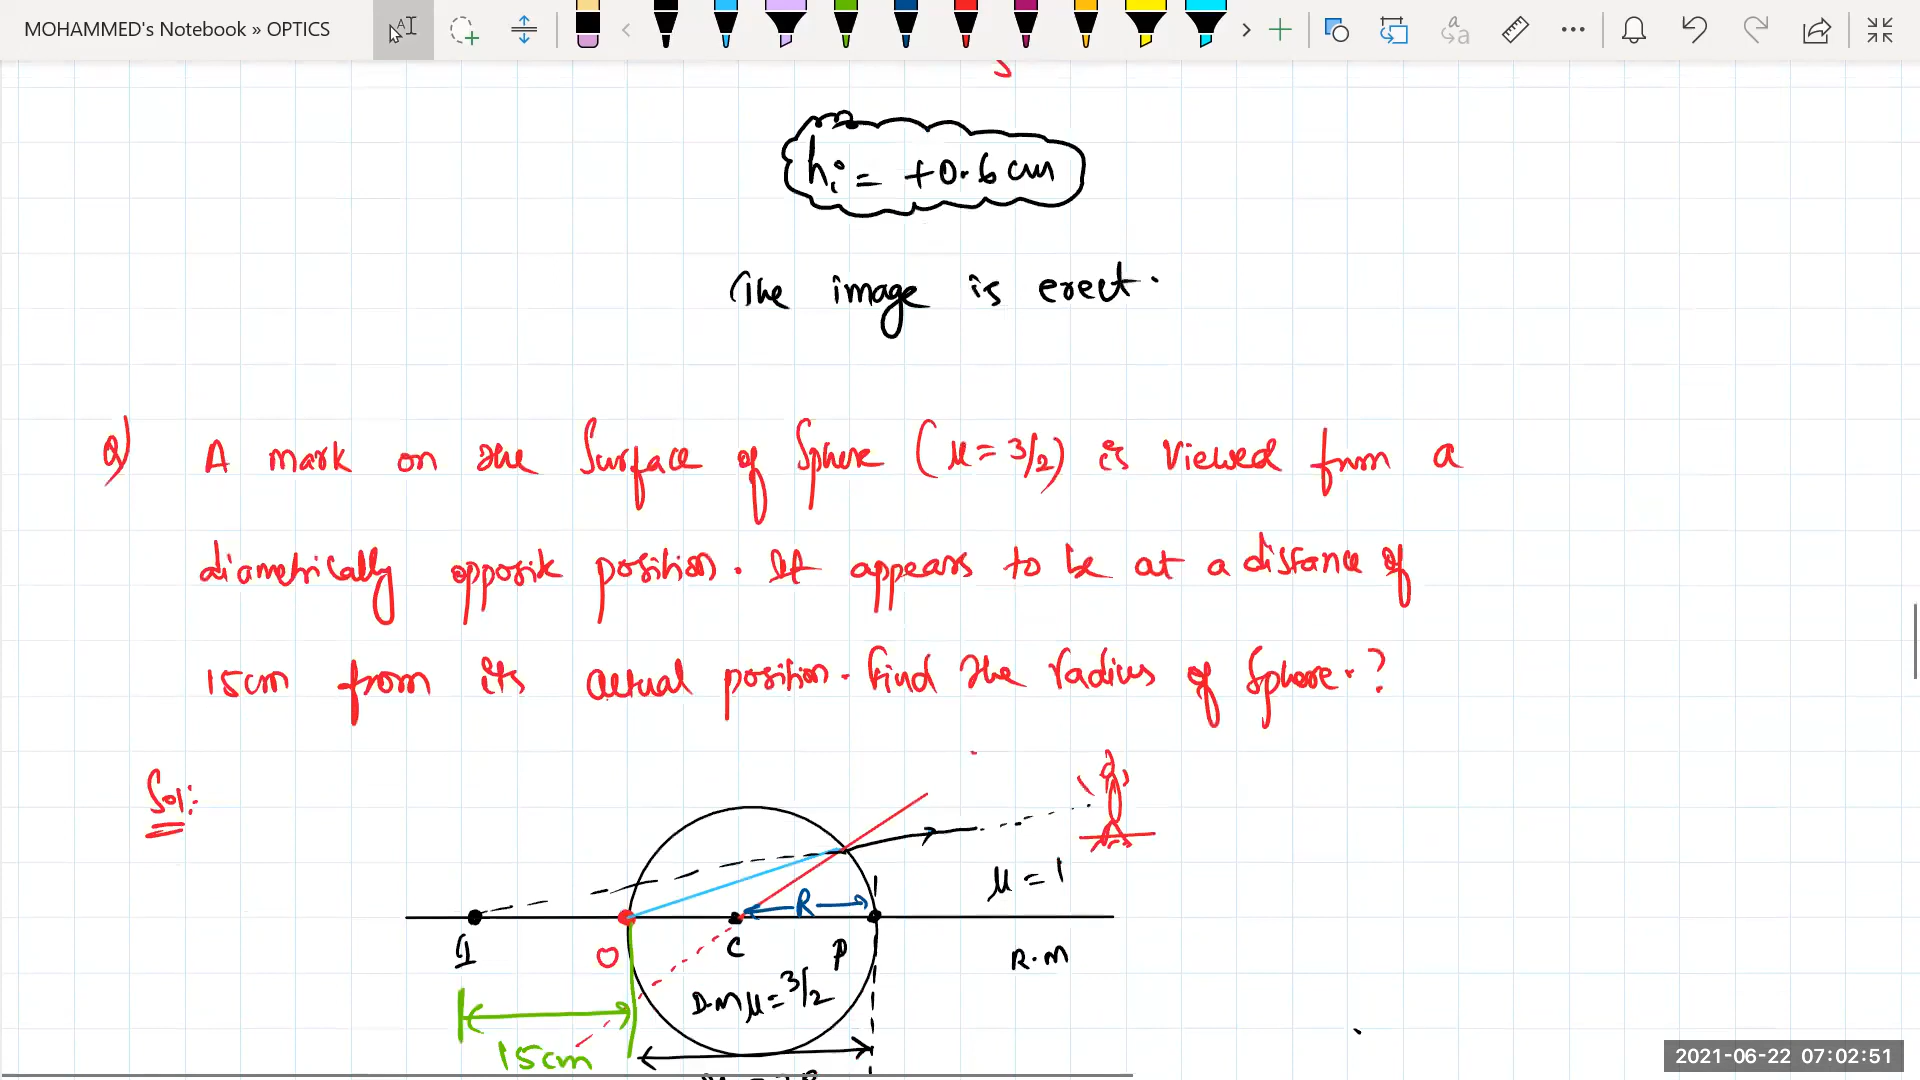 MOHAMMED's Notebook » OPTICS
hi = +0.6 cm
The image is erect.
Q) A mark on the Surface of Sphere (μ = 3/2) is viewed from a
diametrically opposite position. It appears to be at a distance of
15cm from its actual position. Find the radius of Sphere.?
Sol:
μ = 1
R
I
O
C
P
R.M
D.M μ = 3/2
15cm
2021-06-22 07:02:51